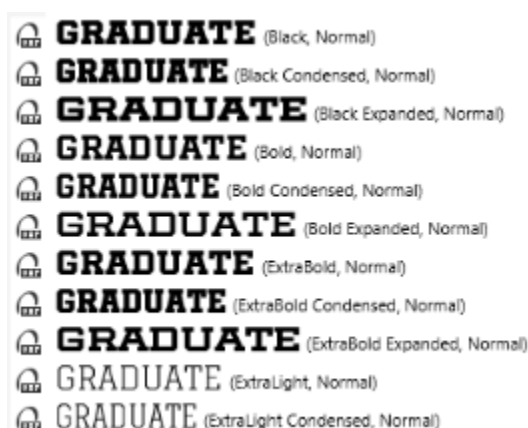 GRADUATE (Black, Normal)
GRADUATE (Black Condensed, Normal)
GRADUATE (Black Expanded, Normal)
GRADUATE (Bold, Normal)
GRADUATE (Bold Condensed, Normal)
GRADUATE (Bold Expanded, Normal)
GRADUATE (ExtraBold, Normal)
GRADUATE (ExtraBold Condensed, Normal)
GRADUATE (ExtraBold Expanded, Normal)
GRADUATE (ExtraLight, Normal)
GRADUATE (ExtraLight Condensed, Normal)